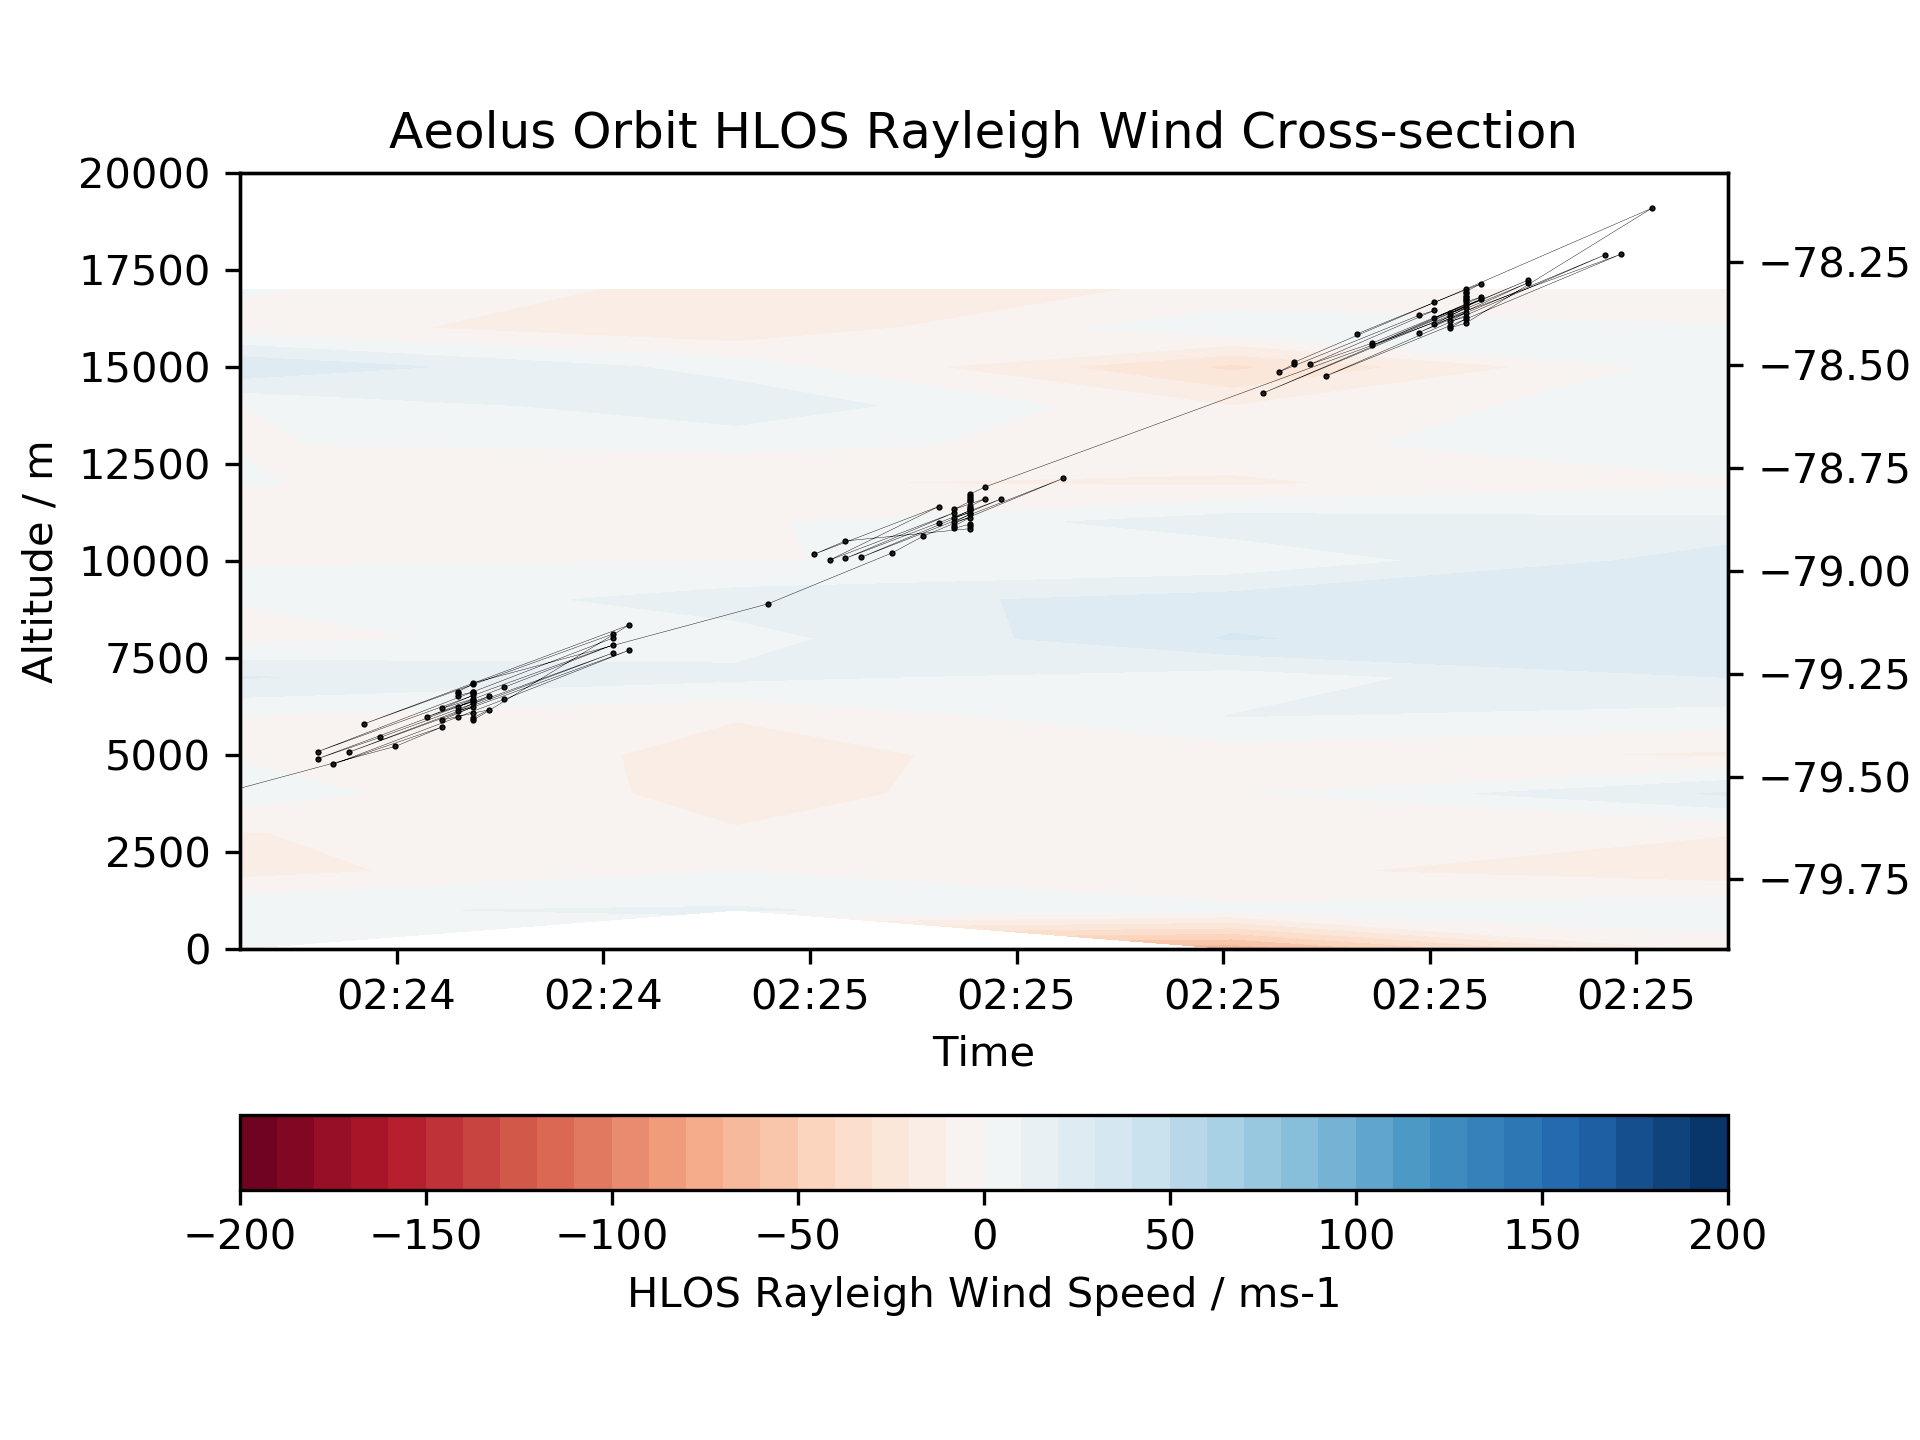 Aeolus Orbit HLOS Rayleigh Wind Cross-section
20000
17500
15000
12500
10000
7500
5000
2500
0
Altitude / m
−78.25
−78.50
−78.75
−79.00
−79.25
−79.50
−79.75
02:24 02:24 02:25 02:25 02:25 02:25 02:25
Time
−200 −150 −100 −50 0 50 100 150 200
HLOS Rayleigh Wind Speed / ms-1